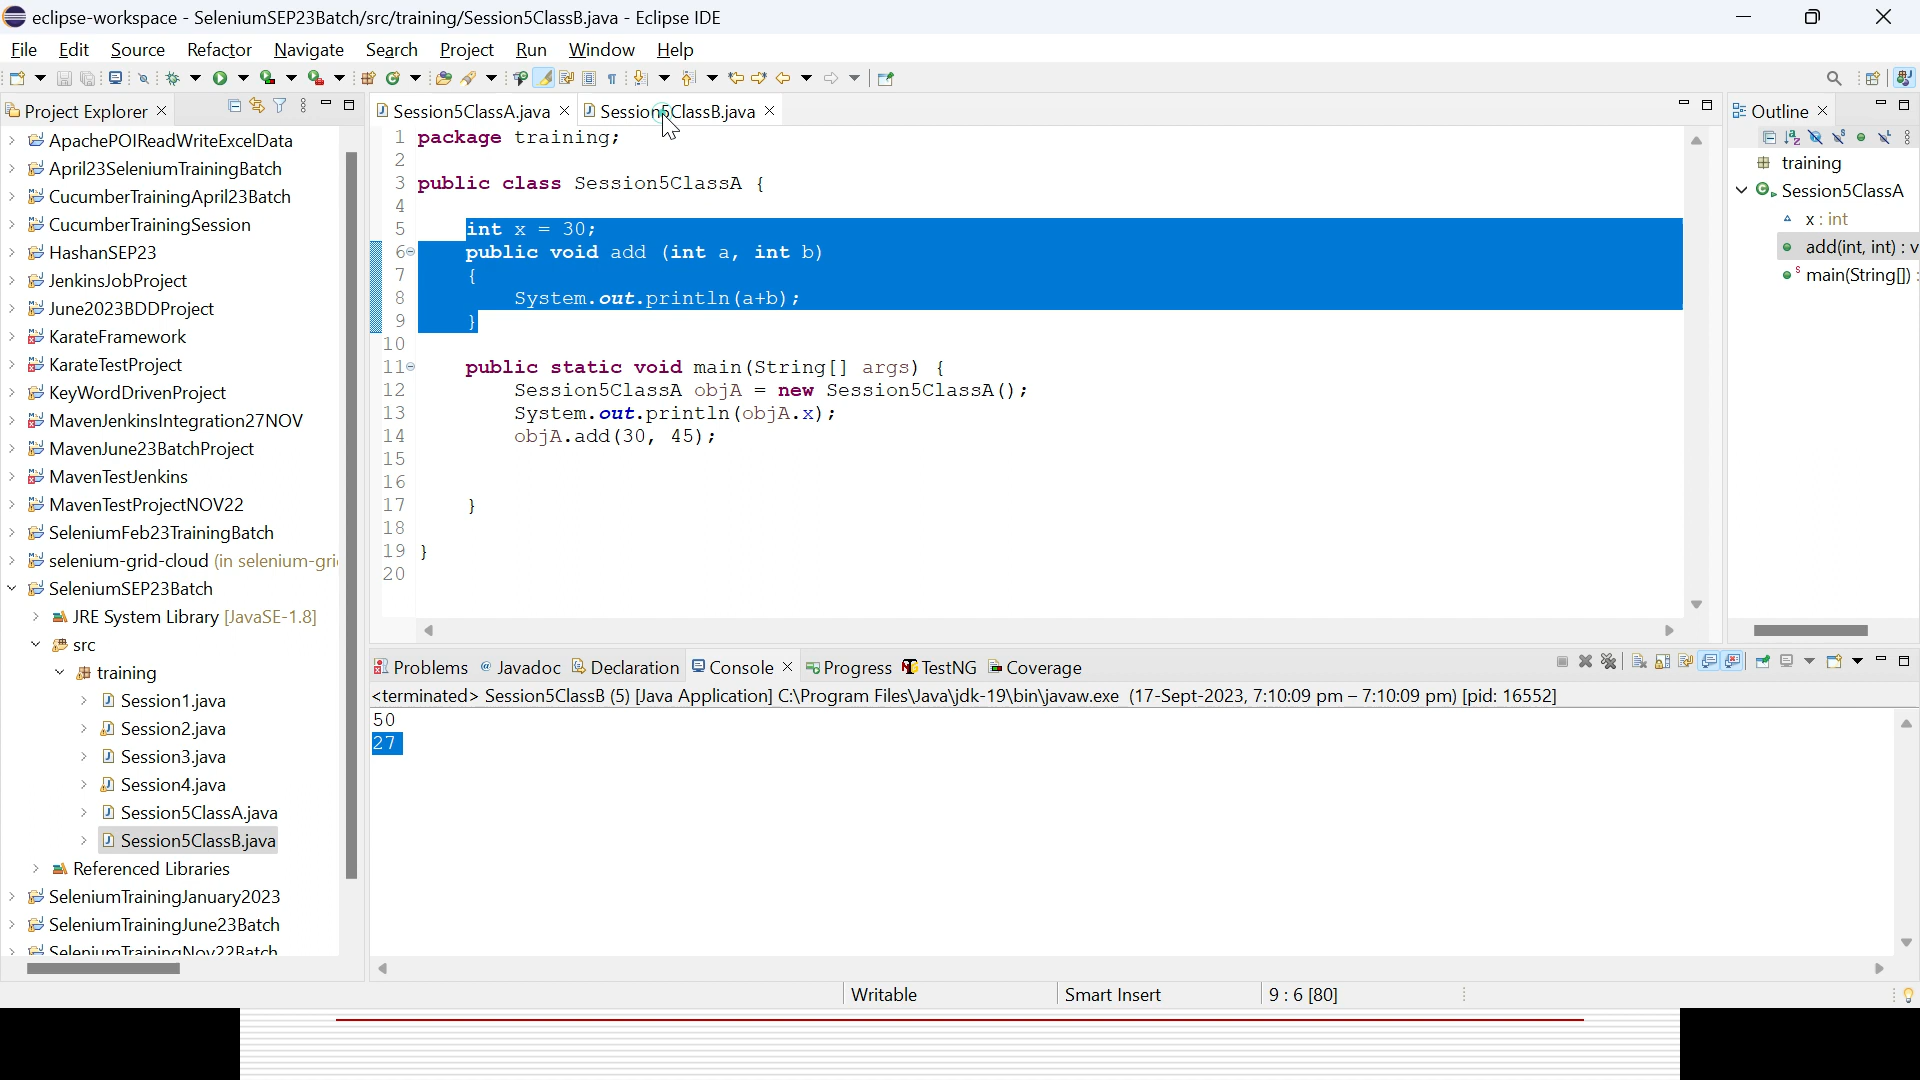 eclipse-workspace - SeleniumSEP23Batch/src/training/Session5ClassB.java - Eclipse IDE
File Edit Source Refactor Navigate Search Project Run Window Help
Project Explorer
ApachePOIReadWriteExcelData
April23SeleniumTrainingBatch
CucumberTrainingApril23Batch
CucumberTrainingSession
HashanSEP23
JenkinsJobProject
June2023BDDProject
KarateFramework
KarateTestProject
KeyWordDrivenProject
MavenJenkinsIntegration27NOV
MavenJune23BatchProject
MavenTestJenkins
MavenTestProjectNOV22
SeleniumFeb23TrainingBatch
selenium-grid-cloud (in selenium-gri
SeleniumSEP23Batch
JRE System Library [JavaSE-1.8]
src
training
Session1.java
Session2.java
Session3.java
Session4.java
Session5ClassA.java
Session5ClassB.java
Referenced Libraries
SeleniumTrainingJanuary2023
SeleniumTrainingJune23Batch
SeleniumTrainingNov22Batch
Session5ClassA.java Session5ClassB.java
1 package training;
2
3 public class Session5ClassA {
4
5 int x = 30;
6 public void add (int a, int b)
7 {
8 System.out.println(a+b);
9 }
10
11 public static void main(String[] args) {
12 Session5ClassA objA = new Session5ClassA();
13 System.out.println(objA.x);
14 objA.add(30, 45);
15
16
17 }
18
19 }
20
Outline
training
Session5ClassA
x : int
add(int, int) : v
main(String[]) :
Problems @ Javadoc Declaration Console Progress TestNG Coverage
<terminated> Session5ClassB (5) [Java Application] C:\Program Files\Java\jdk-19\bin\javaw.exe (17-Sept-2023, 7:10:09 pm – 7:10:09 pm) [pid: 16552]
50
27
Writable Smart Insert 9 : 6 [80]